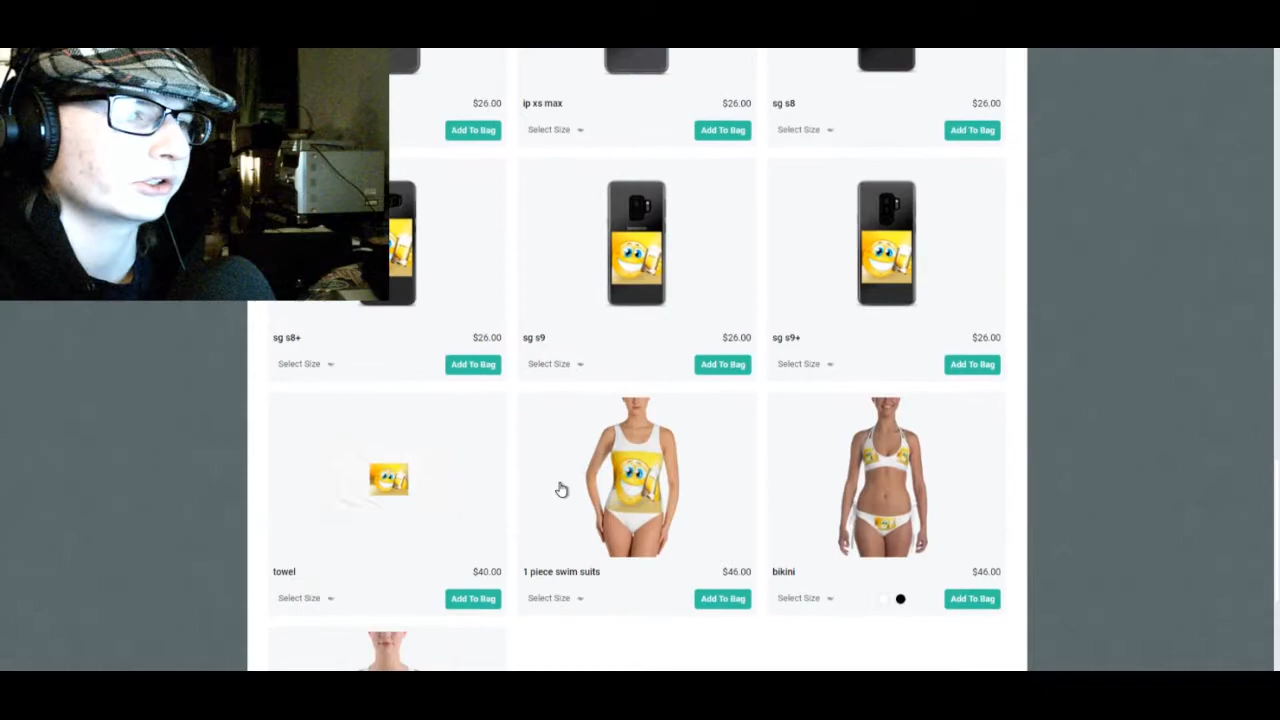 $26.00
ip xs max $26.00
sg s8 $26.00
Add To Bag
Select Size Add To Bag
Select Size Add To Bag
sg s8+ $26.00
sg s9 $26.00
sg s9+ $26.00
Select Size Add To Bag
Select Size Add To Bag
Select Size Add To Bag
towel $40.00
1 piece swim suits $46.00
bikini $46.00
Select Size Add To Bag
Select Size Add To Bag
Select Size Add To Bag